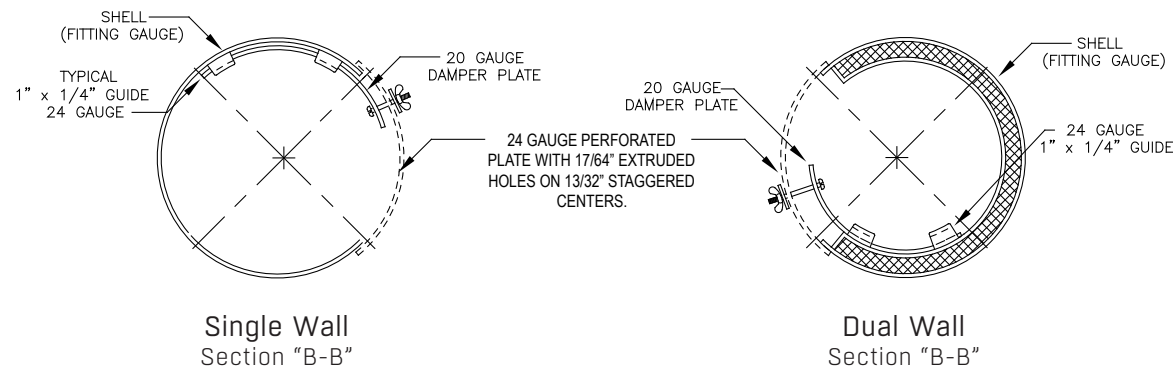 SHELL
(FITTING GAUGE)
TYPICAL
1” x 1/4” GUIDE
24 GAUGE
20 GAUGE
DAMPER PLATE
24 GAUGE PERFORATED
PLATE WITH 17/64” EXTRUDED
HOLES ON 13/32” STAGGERED
CENTERS.
20 GAUGE
DAMPER PLATE
SHELL
(FITTING GAUGE)
24 GAUGE
1” x 1/4” GUIDE
Single Wall
Section “B-B”
Dual Wall
Section “B-B”